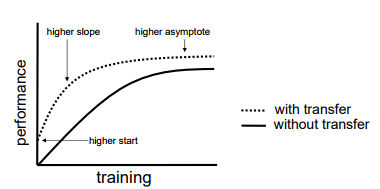 higher slope
higher asymptote
performance
higher start
training
with transfer
without transfer